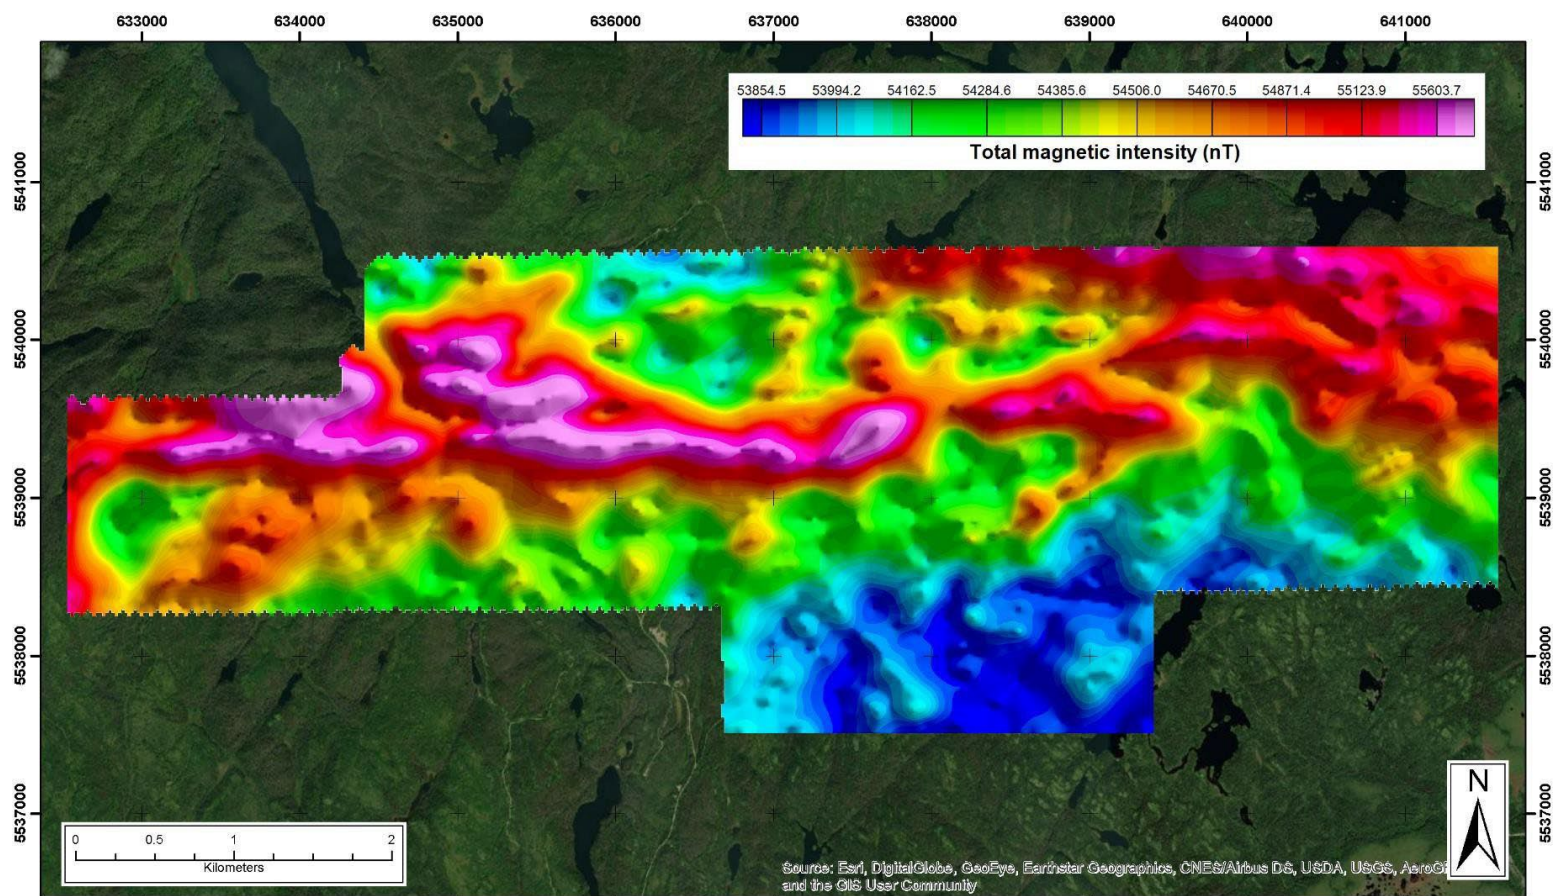 633000 634000 635000 636000 637000 638000 639000 640000 641000
53854.5 53994.2 54162.5 54284.6 54385.6 54506.0 54670.5 54871.4 55123.9 55603.7
Total magnetic intensity (nT)
5541000 5541000
5540000 5540000
5539000 5539000
5538000 5538000
5537000 5537000
N
0 0.5 1 2
Kilometers
Source: Esri, DigitalGlobe, GeoEye, Earthstar Geographics, CNES/Airbus DS, USDA, USGS,
and the GIS User Community